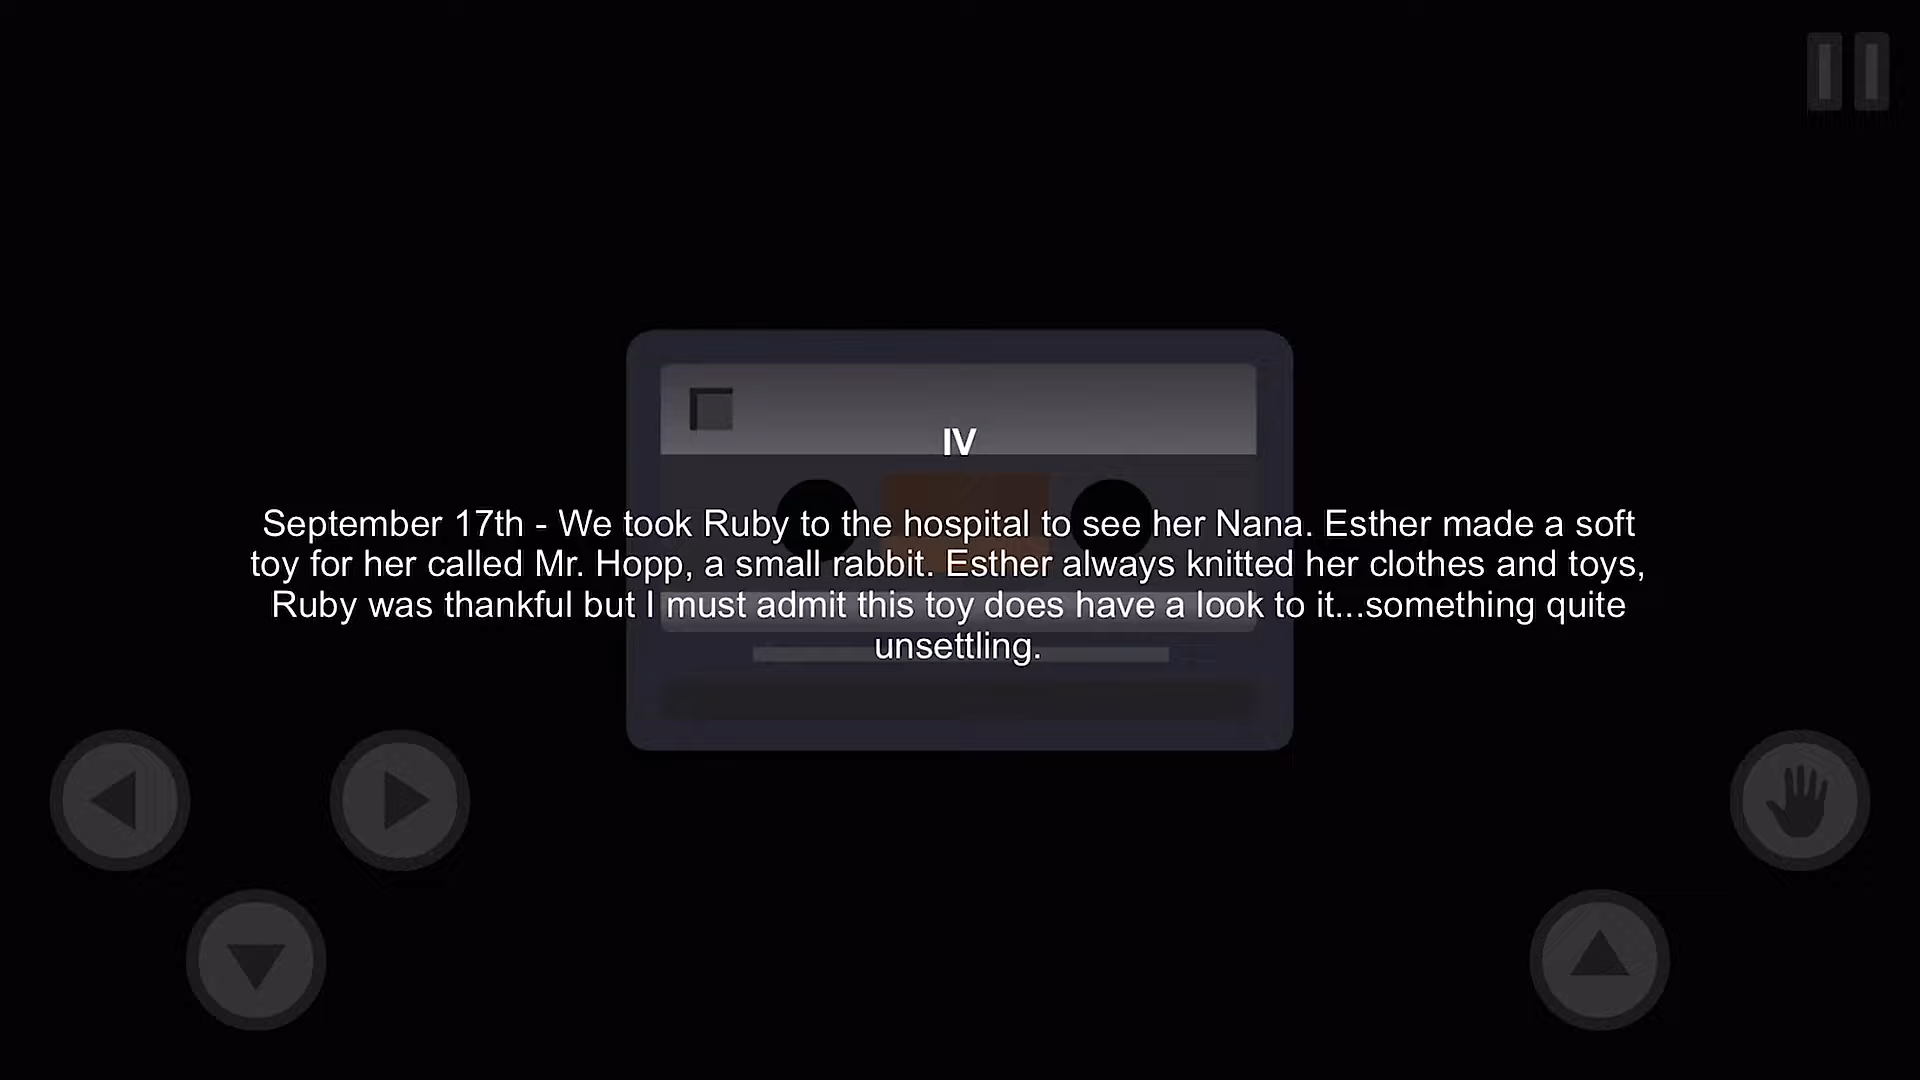 IV
September 17th - We took Ruby to the hospital to see her Nana. Esther made a soft
toy for her called Mr. Hopp, a small rabbit. Esther always knitted her clothes and toys,
Ruby was thankful but I must admit this toy does have a look to it...something quite
unsettling.